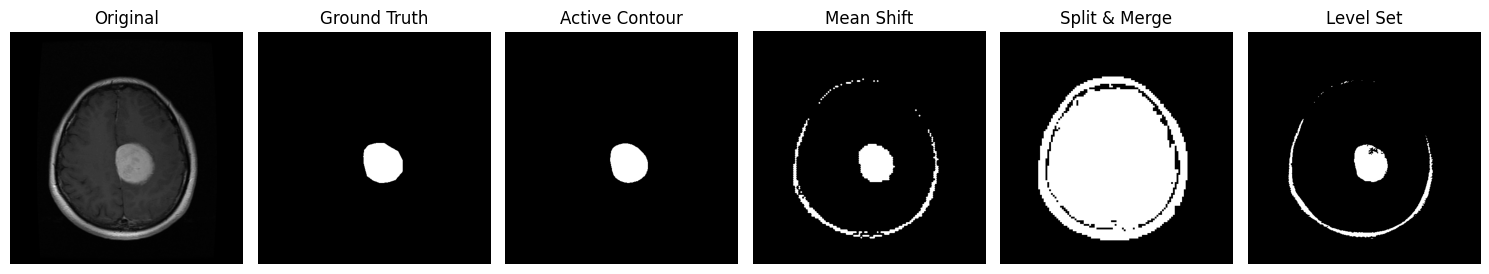 Original Ground Truth Active Contour Mean Shift Split & Merge Level Set